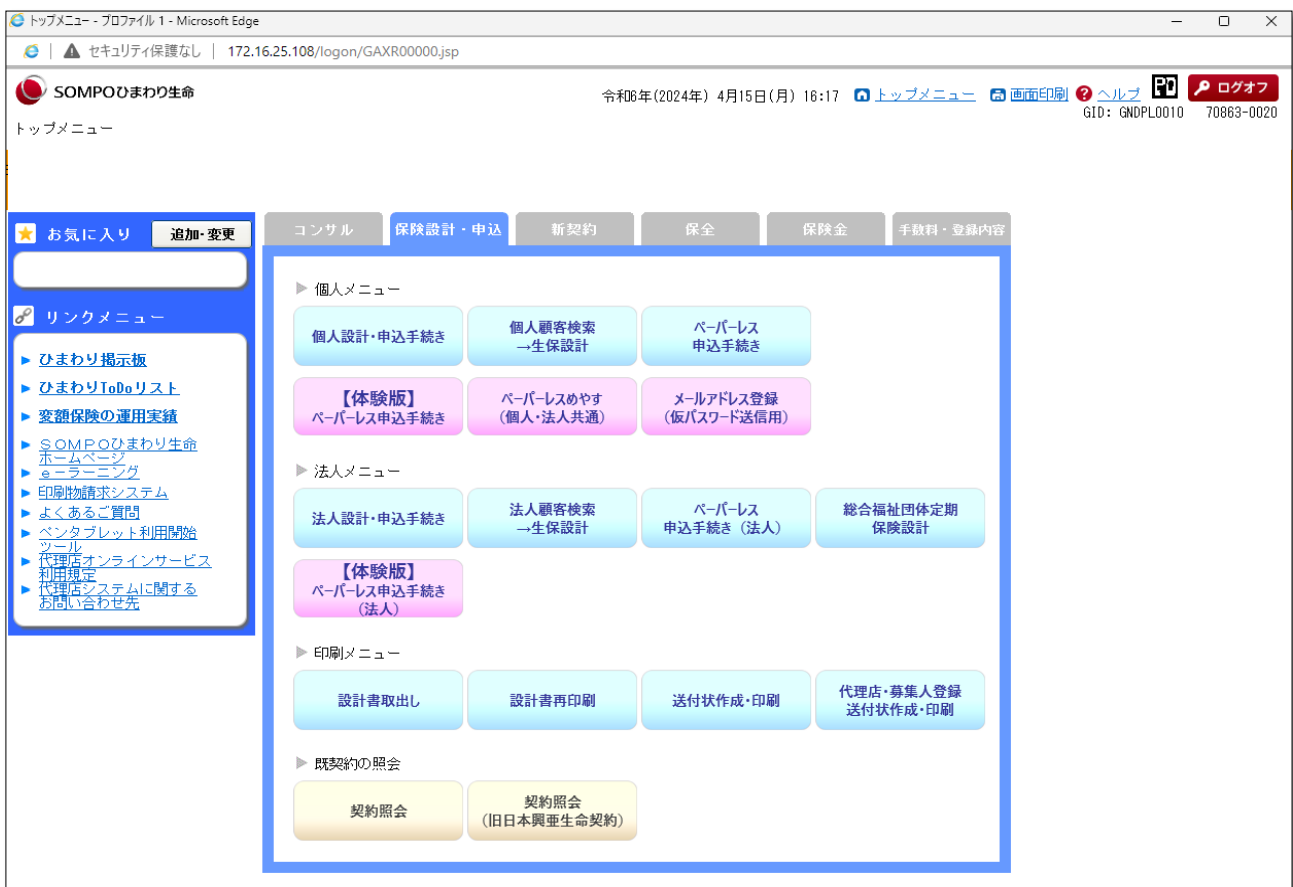 トップメニュー - プロファイル 1 - Microsoft Edge
セキュリティ保護なし | 172.16.25.108/logon/GAXR00000.jsp
SOMPOひまわり生命
令和6年(2024年) 4月15日(月) 16:17 トップメニュー 画面印刷 ヘルプ ログオフ
GID: GNDPL0010 70863-0020
トップメニュー
お気に入り 追加・変更
リンクメニュー
ひまわり掲示板
ひまわりToDoリスト
変額保険の運用実績
SOMPOひまわり生命
ホームページ
e-ラーニング
印刷物請求システム
よくあるご質問
ペンタブレット利用開始
ツール
代理店オンラインサービス
利用規定
代理店システムに関する
お問い合わせ先
コンサル 保険設計・申込 新契約 保全 保険金 手数料・登録内容
個人メニュー
個人設計・申込手続き
個人顧客検索
→生保設計
ペーパーレス
申込手続き
【体験版】
ペーパーレス申込手続き
ペーパーレスめやす
(個人・法人共通)
メールアドレス登録
(仮パスワード送信用)
法人メニュー
法人設計・申込手続き
法人顧客検索
→生保設計
ペーパーレス
申込手続き(法人)
総合福祉団体定期
保険設計
【体験版】
ペーパーレス申込手続き
(法人)
印刷メニュー
設計書取出し
設計書再印刷
送付状作成・印刷
代理店・募集人登録
送付状作成・印刷
既契約の照会
契約照会
契約照会
(旧日本興亜生命契約)